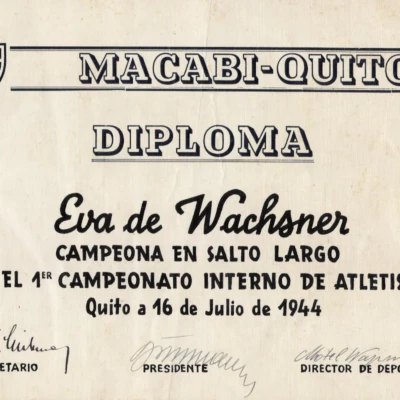 MACABI-QUITO
DIPLOMA
Eva de Wachsner
CAMPEONA EN SALTO LARGO
EL 1ER CAMPEONATO INTERNO DE ATLETIS
Quito a 16 de Julio de 1944
ETARIO PRESIDENTE DIRECTOR DE DEPO